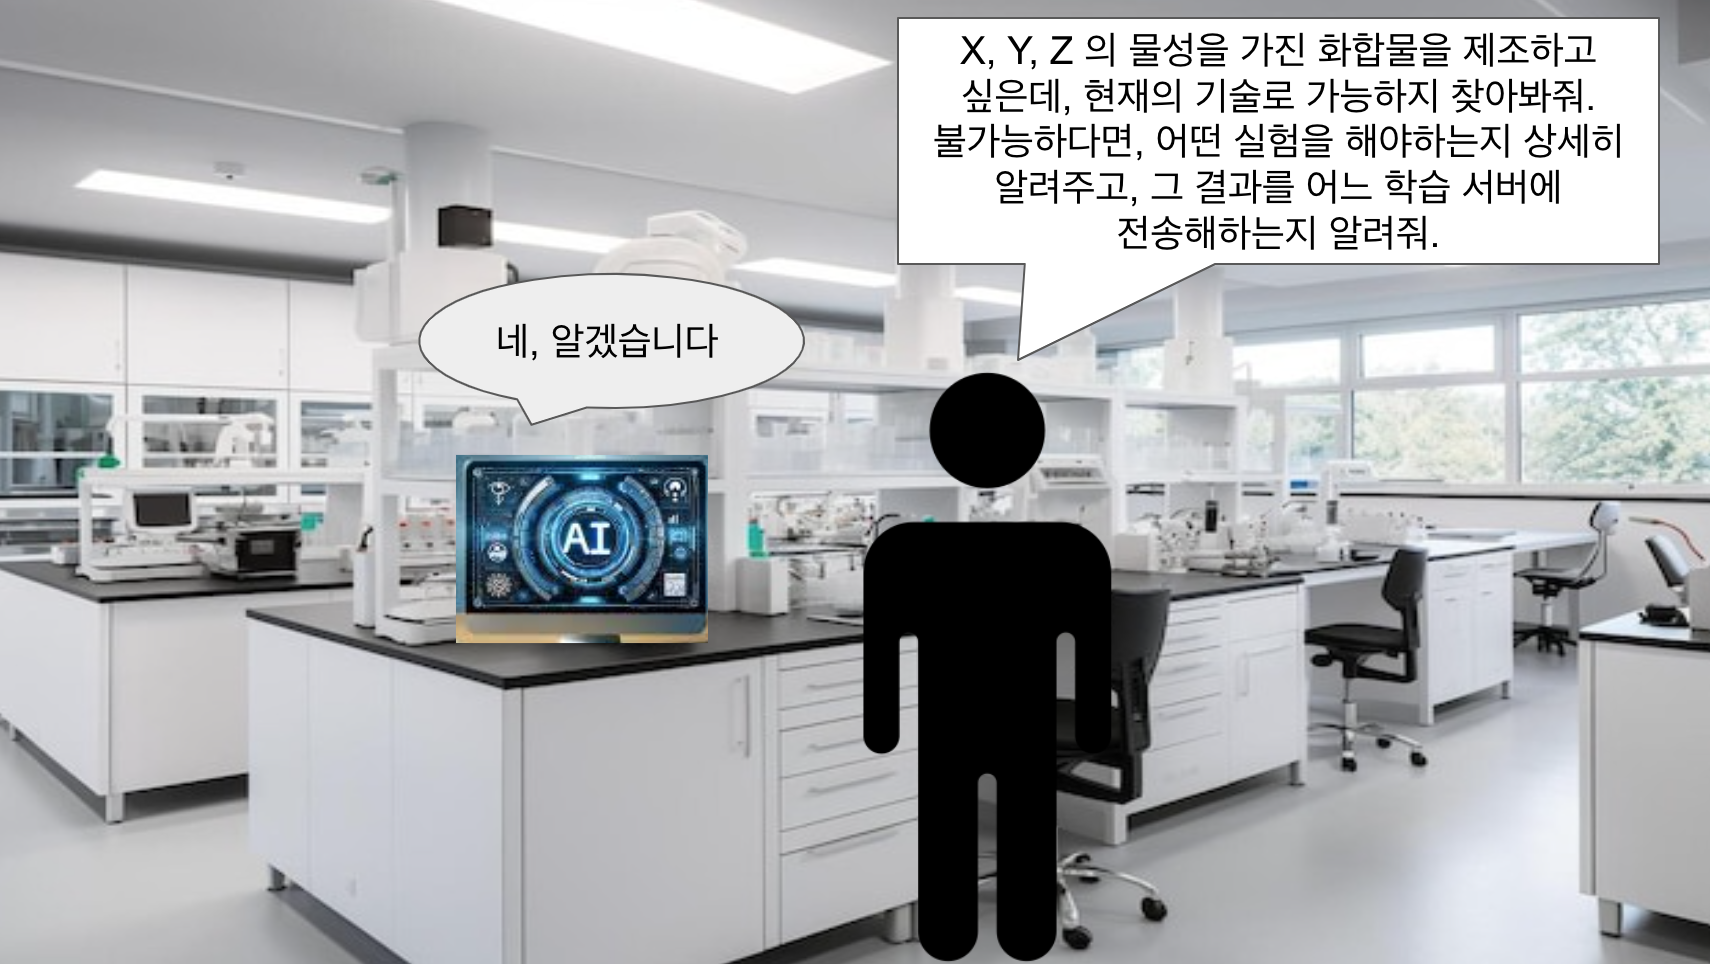 X, Y, Z 의 물성을 가진 화합물을 제조하고
싶은데, 현재의 기술로 가능하지 찾아봐줘.
불가능하다면, 어떤 실험을 해야하는지 상세히
알려주고, 그 결과를 어느 학습 서버에
전송해하는지 알려줘.
네, 알겠습니다
AI